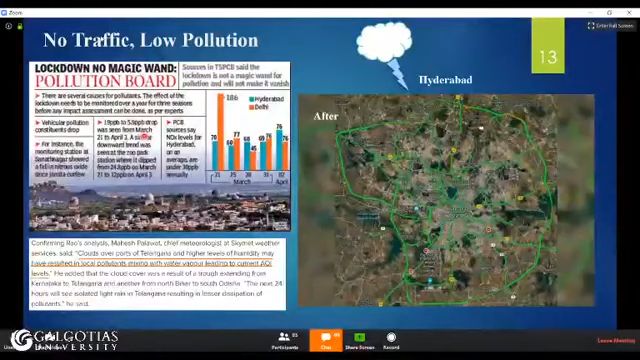 Zoom
Enter Full Screen
No Traffic, Low Pollution
13
LOCKDOWN NO MAGIC WAND:
POLLUTION BOARD
Sources in TSPCB said the
lockdown is not a magic wand for
pollution and will not make it vanish
There are several causes for pollutants. The effect of the
lockdown needs to be monitored over a year for three seasons
before any impact assessment can be done, as per experts
Vehicular pollution
constituents drop
For instance, the
monitoring station at
Sanathnagar showed
a fall in nitrous oxide
since janata curfew
was seen from March
21 to April 3. A similar
downward trend was
seen at the zoo park
station where it dipped
from 24.8ppb on March
21 to 12ppb on April 3
PCB
sources say
NOx levels for
Hyderabad,
on an
average, are
under 30ppb
annually
186
Hyderabad
Delhi
March
April
Hyderabad
After
Confirming Rao's analysis, Mahesh Palawat, chief meteorologist at Skymet weather
services, said: "Clouds over parts of Telangana and higher levels of humidity may
have resulted in local pollutants mixing with water vapour leading to current AQI
levels." He added that the cloud cover was a result of a trough extending from
Karnataka to Telangana and another from north Bihar to south Odisha. "The next 24
hours will see isolated light rain in Telangana resulting in lesser dissipation of
pollutants," he said.
GALGOTIAS
UNIVERSITY
Participants
Chat
Share Screen
Record
Leave Meeting